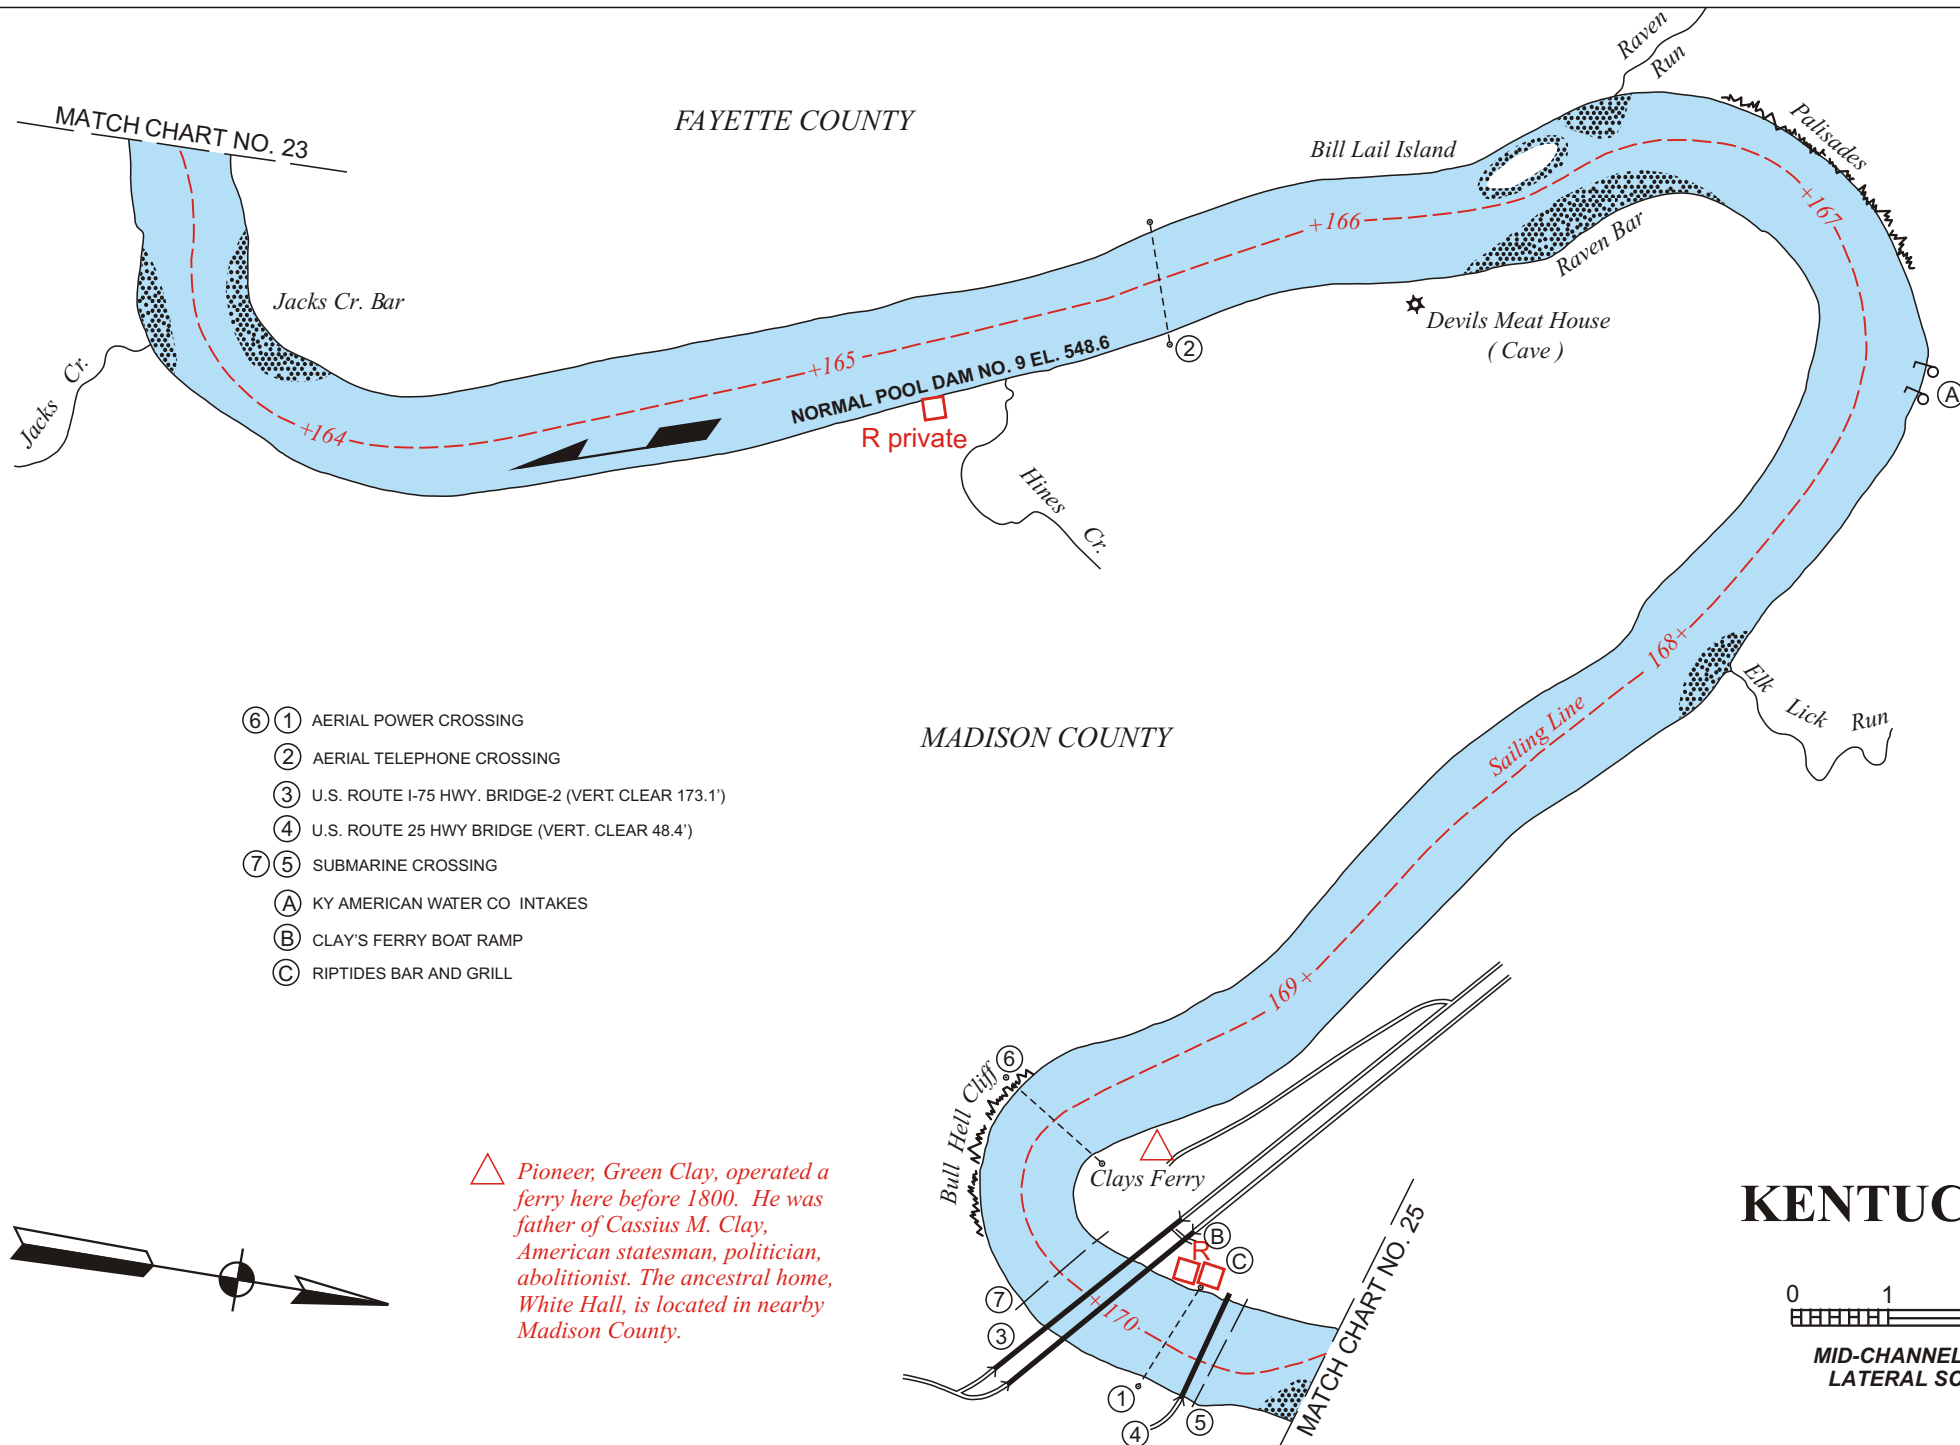 Raven
Run
MATCH CHART NO. 23
FAYETTE COUNTY
Palisades
Bill Lail Island
+167
+166
Raven Bar
Jacks Cr. Bar
Devils Meat House
( Cave )
2
+165
NORMAL POOL DAM NO. 9 EL. 548.6
A
Jacks Cr.
+164
R private
Hines Cr.
168+
Elk Lick Run
Sailing Line
MADISON COUNTY
6 1 AERIAL POWER CROSSING
2 AERIAL TELEPHONE CROSSING
3 U.S. ROUTE I-75 HWY. BRIDGE-2 (VERT. CLEAR 173.1')
4 U.S. ROUTE 25 HWY BRIDGE (VERT. CLEAR 48.4')
7 5 SUBMARINE CROSSING
A KY AMERICAN WATER CO INTAKES
B CLAY'S FERRY BOAT RAMP
C RIPTIDES BAR AND GRILL
169+
6
Bull Hell Cliff
Clays Ferry
Pioneer, Green Clay, operated a
ferry here before 1800. He was
father of Cassius M. Clay,
American statesman, politician,
abolitionist. The ancestral home,
White Hall, is located in nearby
Madison County.
B
R
C
7
3
+170
1
4
5
MATCH CHART NO. 25
KENTUC
0 1
MID-CHANNEL
LATERAL SC